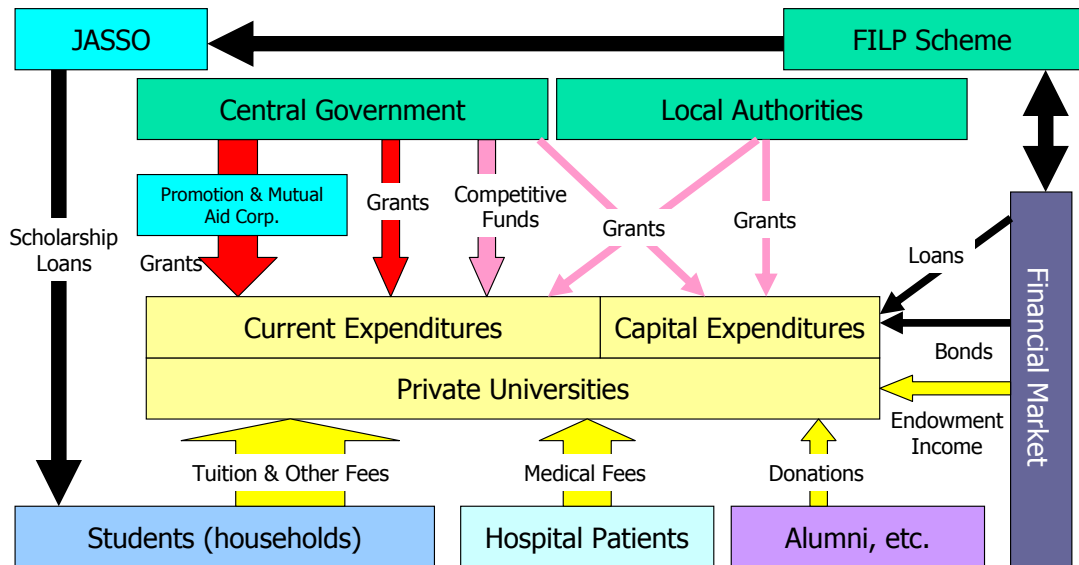 JASSO
FILP Scheme
Central Government
Local Authorities
Promotion & Mutual
Aid Corp.
Grants
Competitive
Funds
Grants
Grants
Scholarship
Loans
Grants
Loans
Financial Market
Current Expenditures
Capital Expenditures
Bonds
Private Universities
Endowment
Income
Tuition & Other Fees
Medical Fees
Donations
Students (households)
Hospital Patients
Alumni, etc.